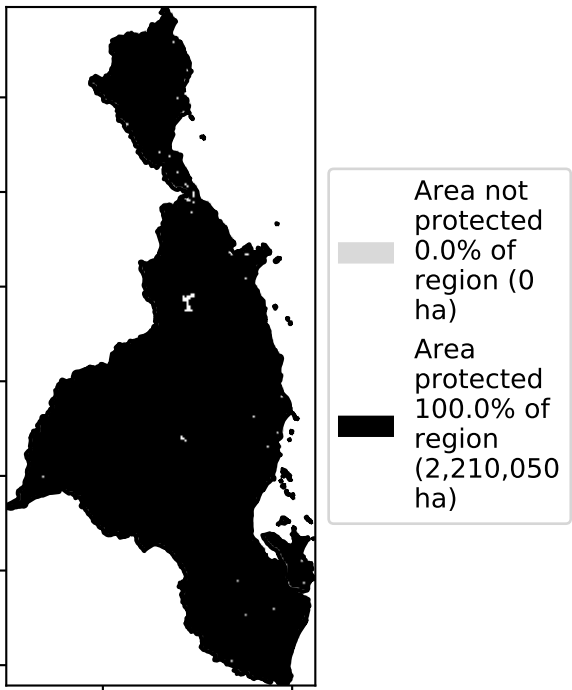 Area not
protected
0.0% of
region (0
ha)
Area
protected
100.0% of
region
(2,210,050
ha)